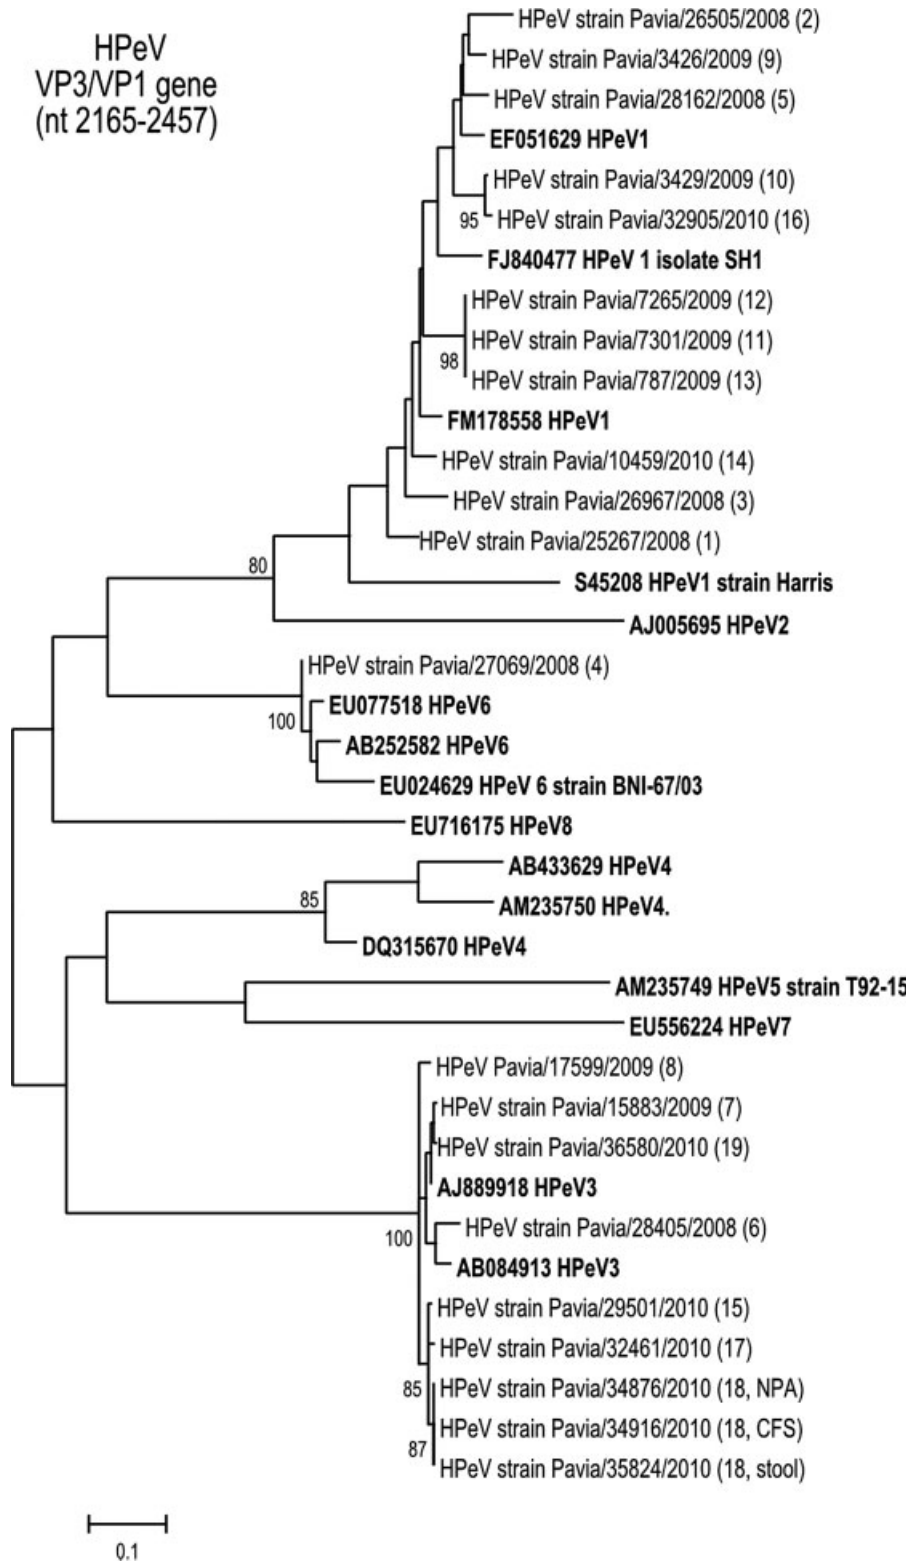 HPeV
VP3/VP1 gene
(nt 2165-2457)
HPeV strain Pavia/26505/2008 (2)
HPeV strain Pavia/3426/2009 (9)
HPeV strain Pavia/28162/2008 (5)
EF051629 HPeV1
HPeV strain Pavia/3429/2009 (10)
95
HPeV strain Pavia/32905/2010 (16)
FJ840477 HPeV 1 isolate SH1
HPeV strain Pavia/7265/2009 (12)
HPeV strain Pavia/7301/2009 (11)
98
HPeV strain Pavia/787/2009 (13)
FM178558 HPeV1
HPeV strain Pavia/10459/2010 (14)
HPeV strain Pavia/26967/2008 (3)
HPeV strain Pavia/25267/2008 (1)
80
S45208 HPeV1 strain Harris
AJ005695 HPeV2
HPeV strain Pavia/27069/2008 (4)
EU077518 HPeV6
100
AB252582 HPeV6
EU024629 HPeV 6 strain BNI-67/03
EU716175 HPeV8
AB433629 HPeV4
85
AM235750 HPeV4.
DQ315670 HPeV4
AM235749 HPeV5 strain T92-15
EU556224 HPeV7
HPeV Pavia/17599/2009 (8)
HPeV strain Pavia/15883/2009 (7)
HPeV strain Pavia/36580/2010 (19)
AJ889918 HPeV3
HPeV strain Pavia/28405/2008 (6)
100
AB084913 HPeV3
HPeV strain Pavia/29501/2010 (15)
HPeV strain Pavia/32461/2010 (17)
85
HPeV strain Pavia/34876/2010 (18, NPA)
HPeV strain Pavia/34916/2010 (18, CFS)
87
HPeV strain Pavia/35824/2010 (18, stool)
0.1